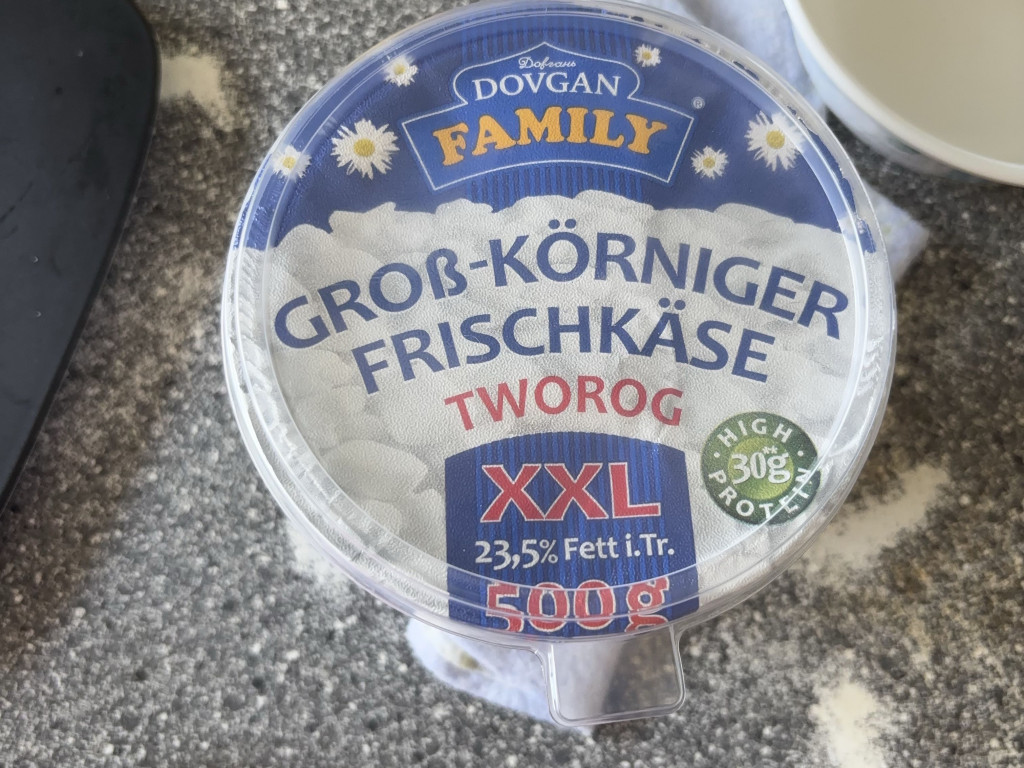 Dovgan
DOVGAN
®
FAMILY
GROß-KÖRNIGER
FRISCHKÄSE
TWOROG
HIGH
30g**
PROTEIN
XXL
23,5% Fett i.Tr.
500g